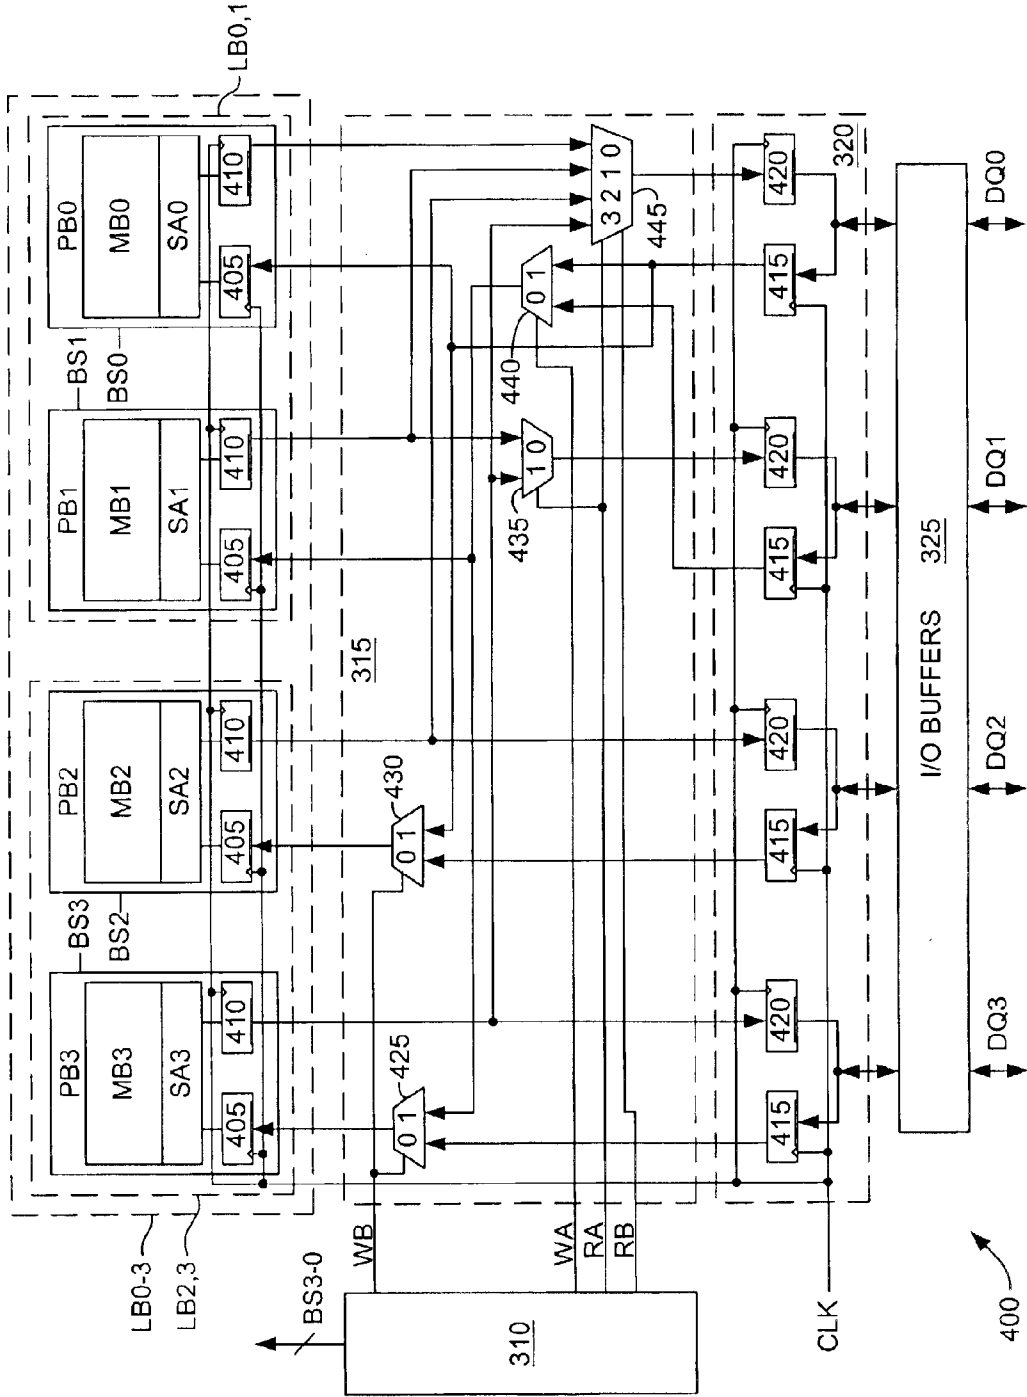 LB0,1
PB3
MB3
SA3
405
410
PB2
MB2
SA2
405
410
PB1
MB1
SA1
405
410
PB0
MB0
SA0
405
410
BS3
BS2
BS1
BS0
LB0-3
LB2,3
BS3-0
310
WB
WA
RA
RB
CLK
315
0 1
425
0 1
430
1 0
435
0 1
440
3 2 1 0
445
320
415
420
415
420
415
420
415
420
I/O BUFFERS 325
DQ3
DQ2
DQ1
DQ0
400